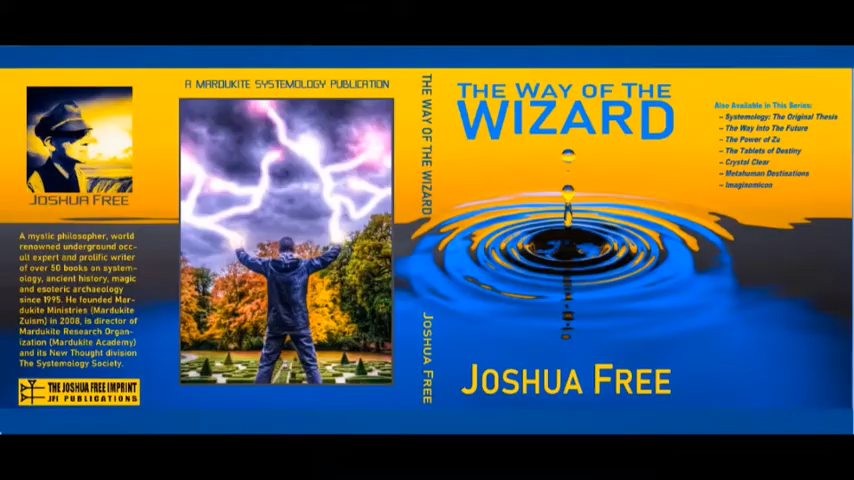 JOSHUA FREE
A mystic philosopher, world
renowned underground occ-
ult expert and prolific writer
of over 50 books on system-
ology, ancient history, magic
and esoteric archaeology
since 1995. He founded Mar-
dukite Ministries (Mardukite
Zuism) in 2008, is director of
Mardukite Research Organ-
ization (Mardukite Academy)
and its New Thought division
The Systemology Society.
THE JOSHUA FREE IMPRINT
JFI PUBLICATIONS
A MARDUKITE SYSTEMOLOGY PUBLICATION
THE WAY OF THE WIZARD
JOSHUA FREE
THE WAY OF THE
WIZARD
JOSHUA FREE
Also Available in This Series:
– Systemology: The Original Thesis
– The Way Into The Future
– The Power of Zu
– The Tablets of Destiny
– Crystal Clear
– Metahuman Destinations
– Imaginomicon